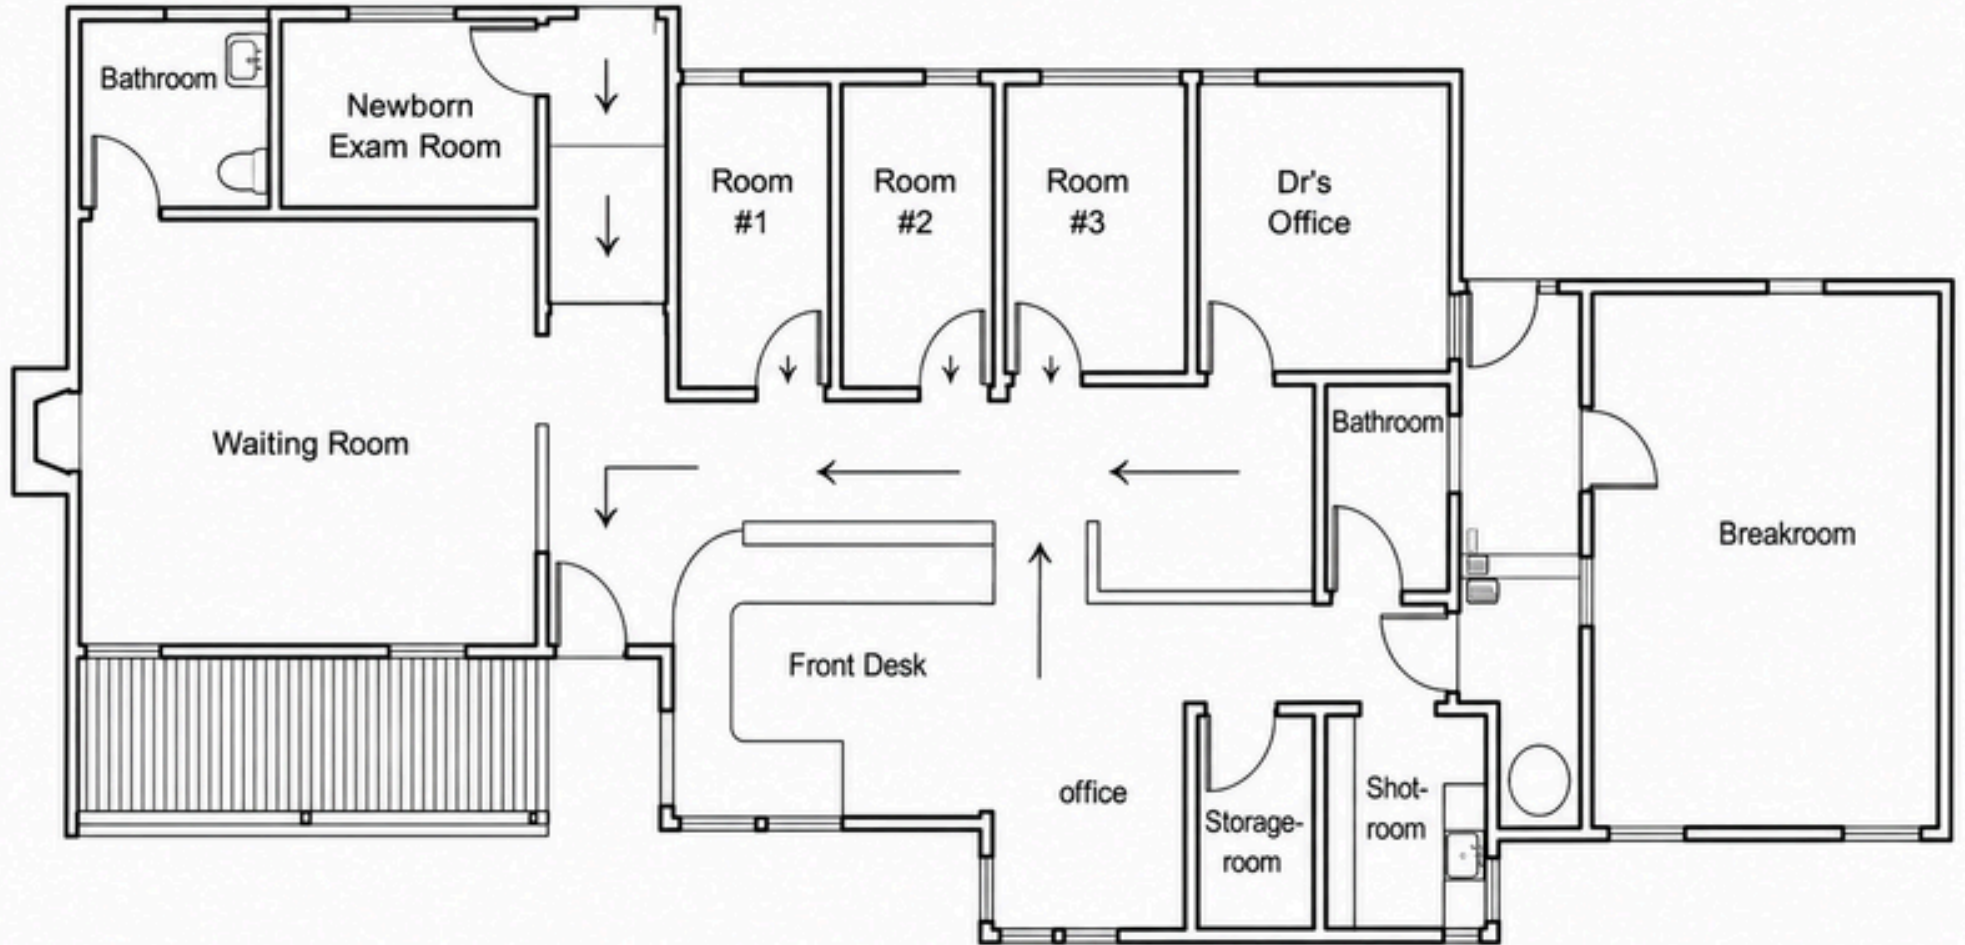 Bathroom
Newborn
Exam Room
Room
#1
Room
#2
Room
#3
Dr's
Office
Bathroom
Waiting Room
Breakroom
Front Desk
office
Storage-
room
Shot-
room